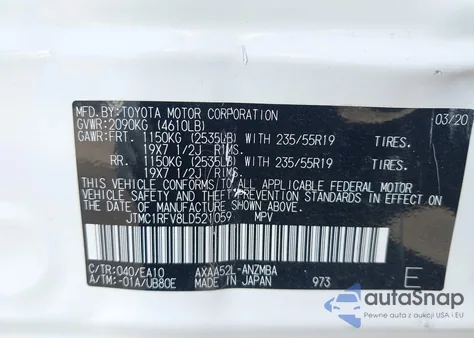 MFD.BY:TOYOTA MOTOR CORPORATION 03/20
GVWR:2090KG (4610LB)
GAWR:FRT. 1150KG (2535LB) WITH 235/55R19 TIRES.
19X7 1/2J RIMS.
RR. 1150KG (2535LB) WITH 235/55R19 TIRES.
19X7 1/2J RIMS.
THIS VEHICLE CONFORMS TO ALL APPLICABLE FEDERAL MOTOR
VEHICLE SAFETY AND THEFT PREVENTION STANDARDS IN EFFECT
ON THE DATE OF MANUFACTURE SHOWN ABOVE.
JTMC1RFV8LD521059 MPV
C/TR:040/EA10 AXAA52L-ANZMBA
A/TM:-01A/UB80E MADE IN JAPAN 973 E
autoSnap
Pewne auto z aukcji USA i EU